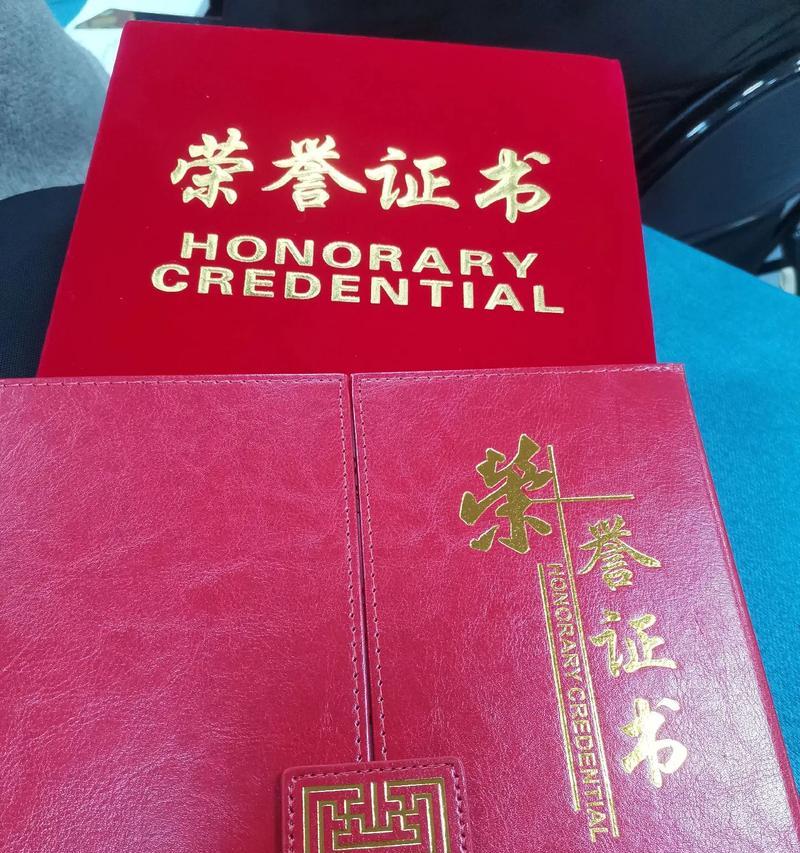 荣誉证书
HONORARY
CREDENTIAL
荣誉证书
HONORARY CREDENTIAL